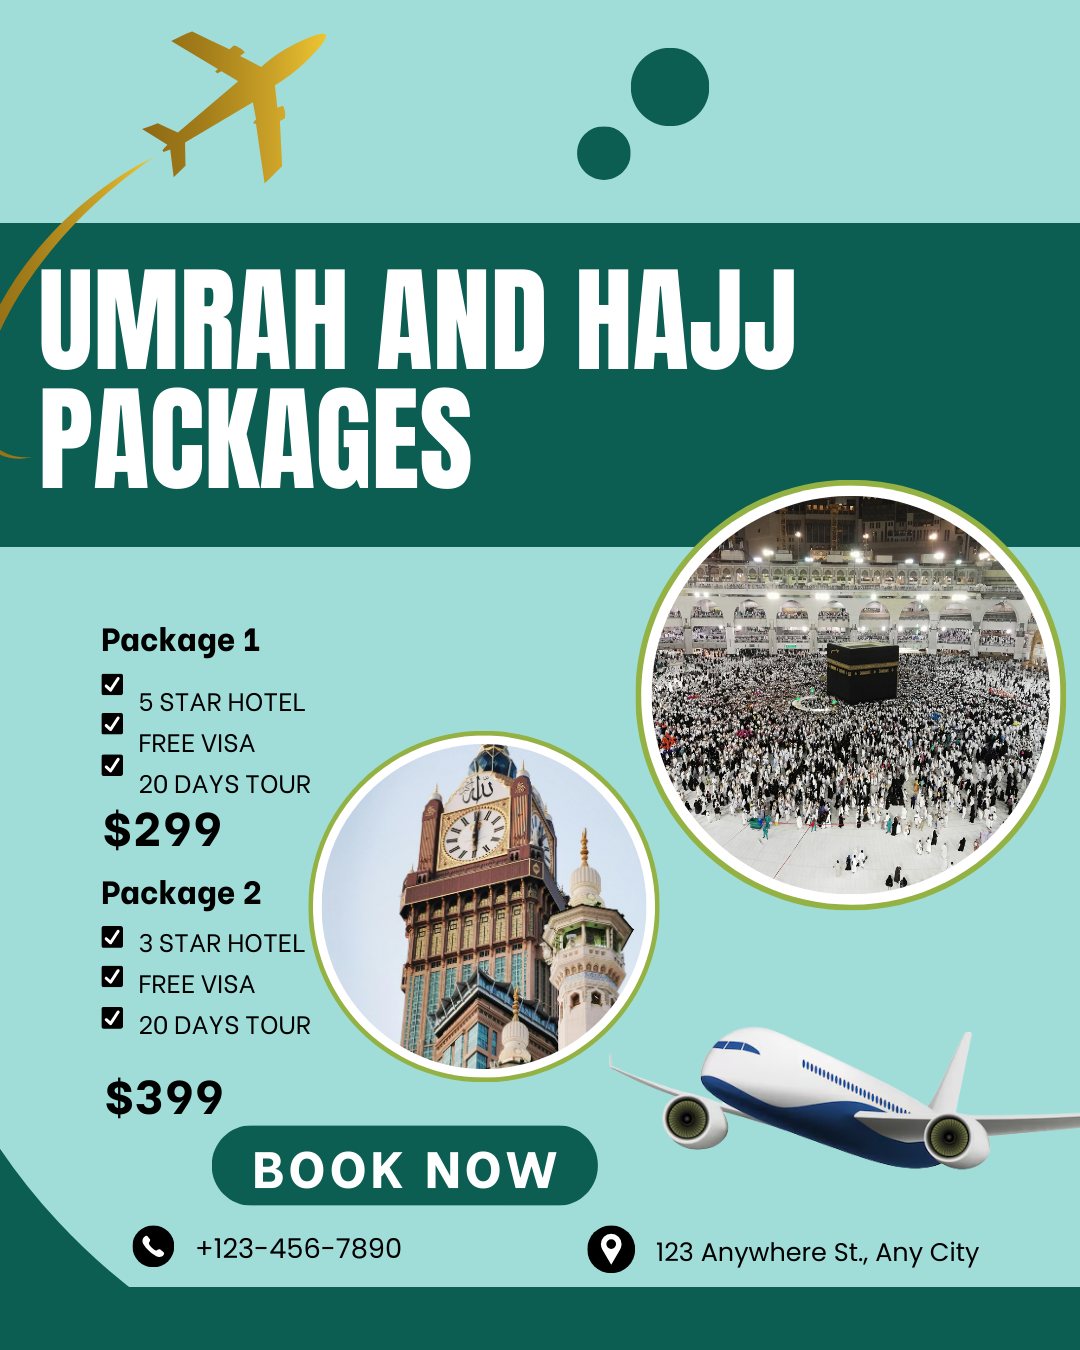 UMRAH AND HAJJ
PACKAGES
Package 1
5 STAR HOTEL
FREE VISA
20 DAYS TOUR
$299
Package 2
3 STAR HOTEL
FREE VISA
20 DAYS TOUR
$399
الله
BOOK NOW
+123-456-7890
123 Anywhere St., Any City